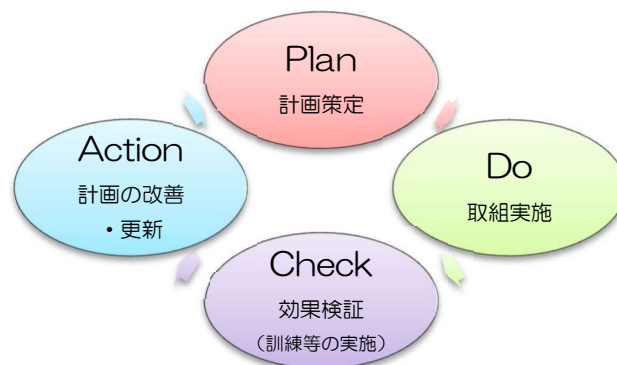 Plan
計画策定
Do
取組実施
Check
効果検証
（訓練等の実施）
Action
計画の改善
・更新